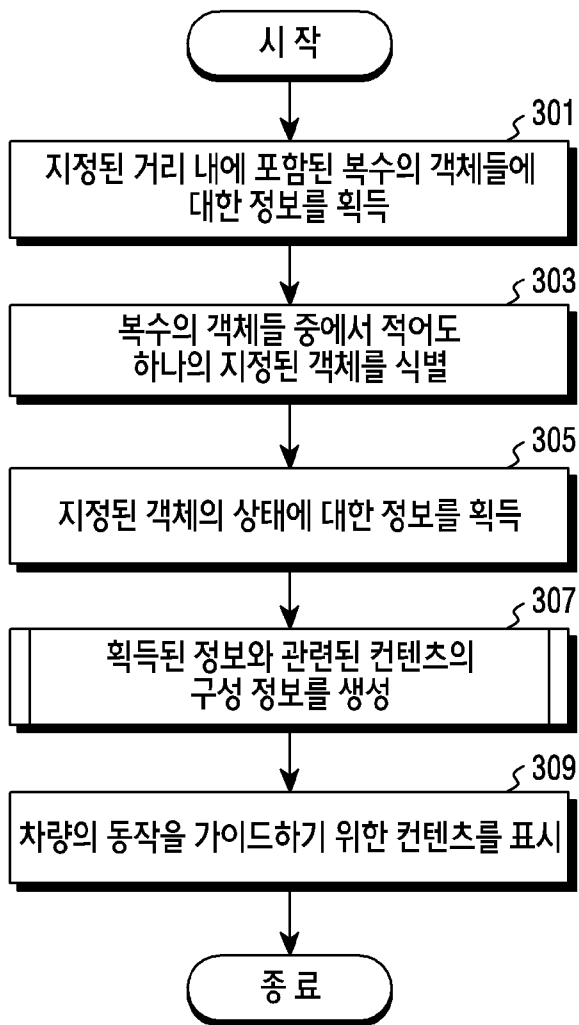 시 작
301
지정된 거리 내에 포함된 복수의 객체들에
대한 정보를 획득
303
복수의 객체들 중에서 적어도
하나의 지정된 객체를 식별
305
지정된 객체의 상태에 대한 정보를 획득
307
획득된 정보와 관련된 컨텐츠의
구성 정보를 생성
309
차량의 동작을 가이드하기 위한 컨텐츠를 표시
종 료